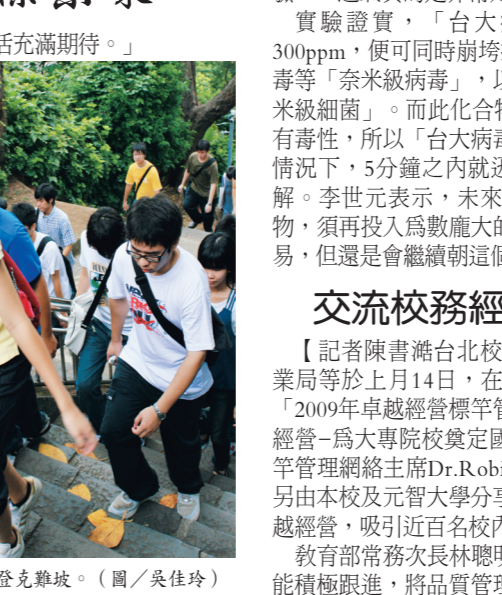 活充滿期待。」
登克難坡。（圖／吳佳玲）
實驗證實，「台大
300ppm，便可同時崩垮
毒等「奈米級病毒」，以
米級細菌」。而此化合物
有毒性，所以「台大病毒
情況下，5分鐘之內就
解。李世元表示，未來
物，須再投入為數龐大的
易，但還是會繼續朝這個
交流校務經
【記者陳書澔台北校
業局等於上月14日，在
「2009年卓越經營標竿管
經營–為大專院校奠定國
竿管理網絡主席Dr.Robi
另由本校及元智大學分享
越經營，吸引近百名校內
教育部常務次長林聰明
能積極跟進，將品質管理